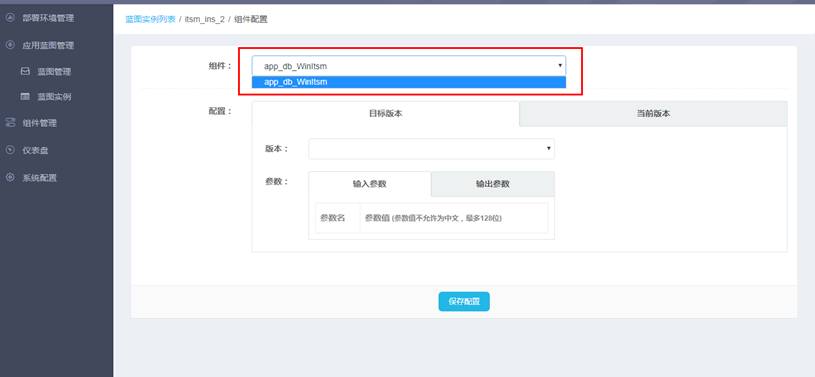 部署环境管理
应用蓝图管理
蓝图管理
蓝图实例
组件管理
仪表盘
系统配置
蓝图实例列表 / itsm_ins_2 / 组件配置
组件：
app_db_WinItsm
app_db_WinItsm
配置：
目标版本
当前版本
版本：
参数：
输入参数
输出参数
参数名
参数值 (参数值不允许为中文，最多128位)
保存配置